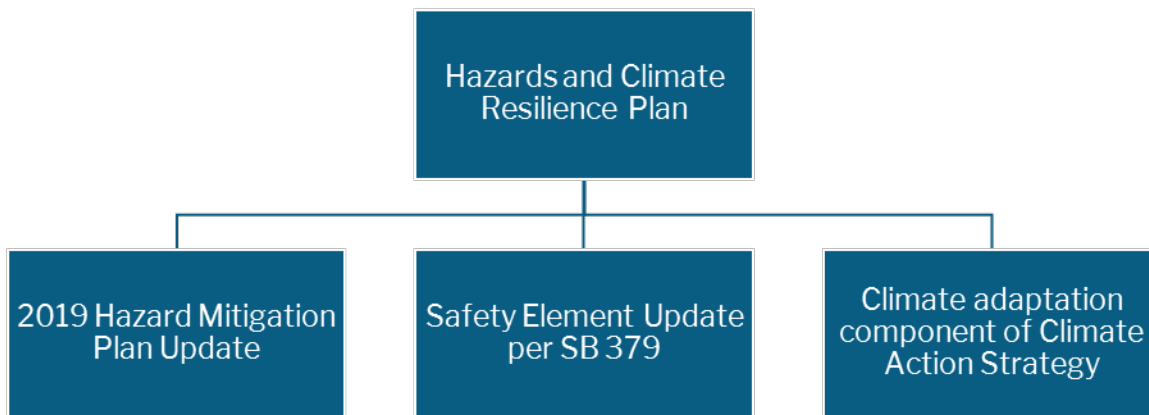 Hazards and Climate
Resilience Plan
2019 Hazard Mitigation
Plan Update
Safety Element Update
per SB 379
Climate adaptation
component of Climate
Action Strategy